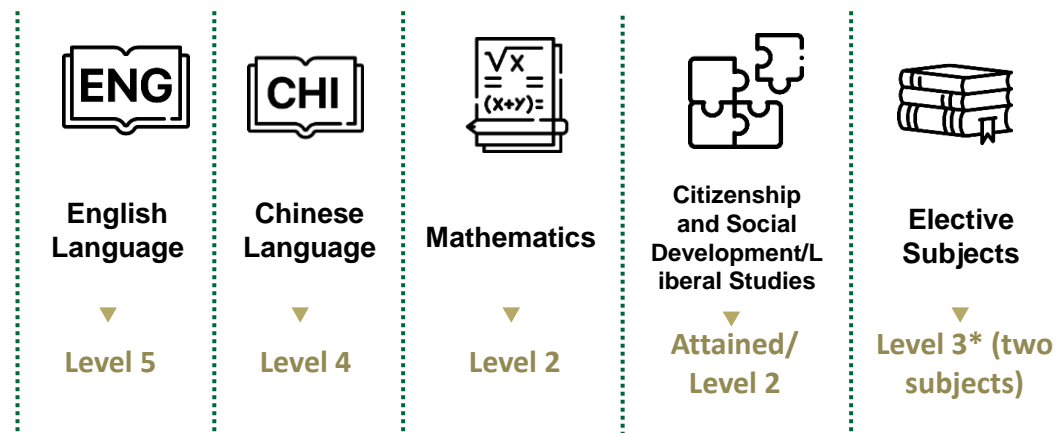 ENG
English
Language
Level 5
CHI
Chinese
Language
Level 4
√x
=
=
(x+y)=
Mathematics
Level 2
Citizenship
and Social
Development/L
iberal Studies
Attained/
Level 2
Elective
Subjects
Level 3* (two
subjects)